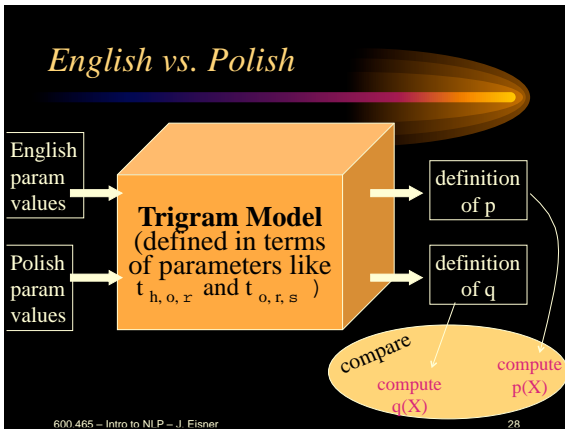 English vs. Polish
English
param
values
Polish
param
values
Trigram Model
(defined in terms
of parameters like
t h, o, r and t o, r, s )
definition
of p
definition
of q
compare
compute
q(X)
compute
p(X)
600.465 – Intro to NLP – J. Eisner 28